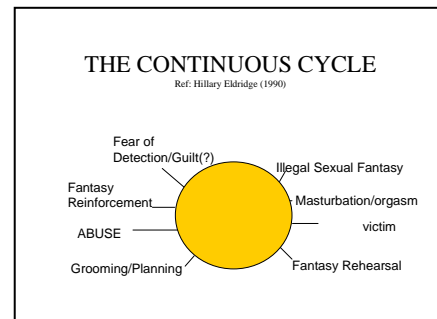 THE CONTINUOUS CYCLE
Ref: Hillary Eldridge (1990)
Fear of
Detection/Guilt(?)
Illegal Sexual Fantasy
Fantasy
Reinforcement
Masturbation/orgasm
ABUSE
victim
Grooming/Planning
Fantasy Rehearsal